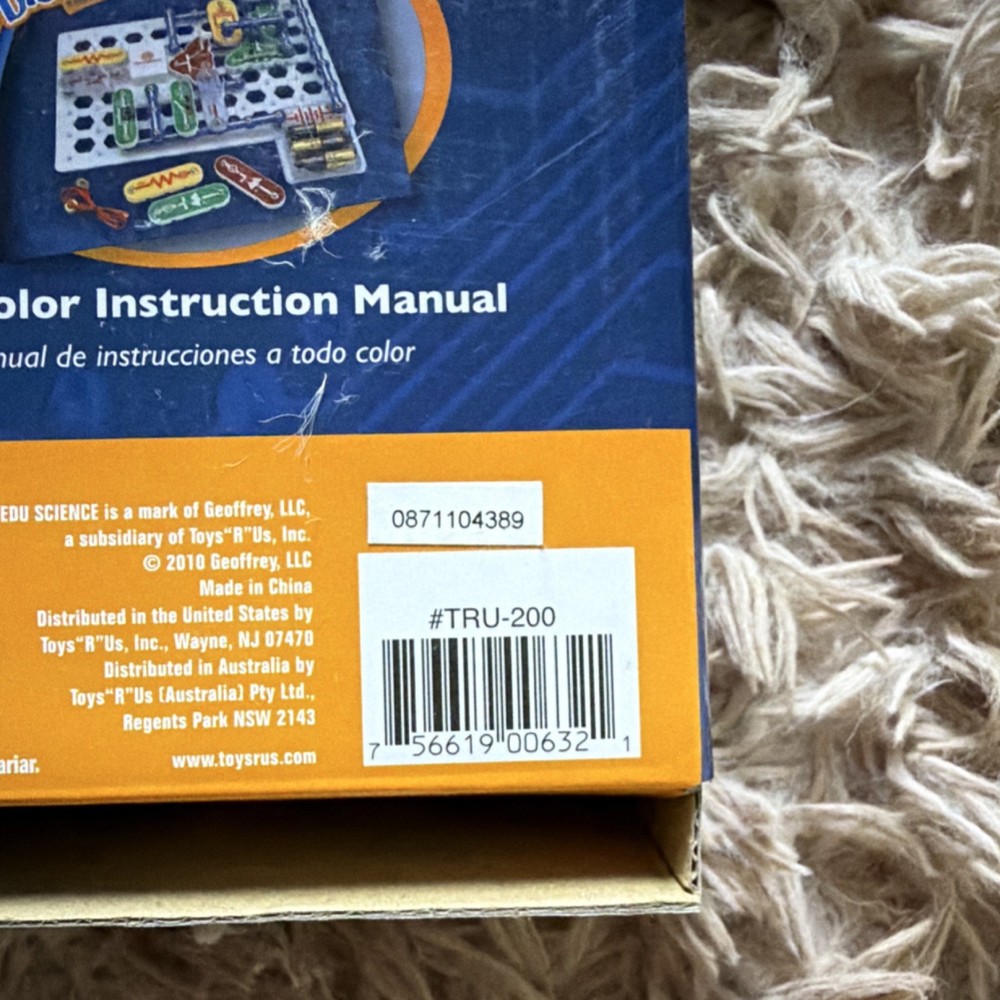 olor Instruction Manual
nual de instrucciones a todo color
EDU SCIENCE is a mark of Geoffrey, LLC,
a subsidiary of Toys“R”Us, Inc.
© 2010 Geoffrey, LLC
Made in China
Distributed in the United States by
Toys“R”Us, Inc., Wayne, NJ 07470
Distributed in Australia by
Toys“R”Us (Australia) Pty Ltd.,
Regents Park NSW 2143
ariar.
www.toysrus.com
0871104389
#TRU-200
7 56619 00632 1